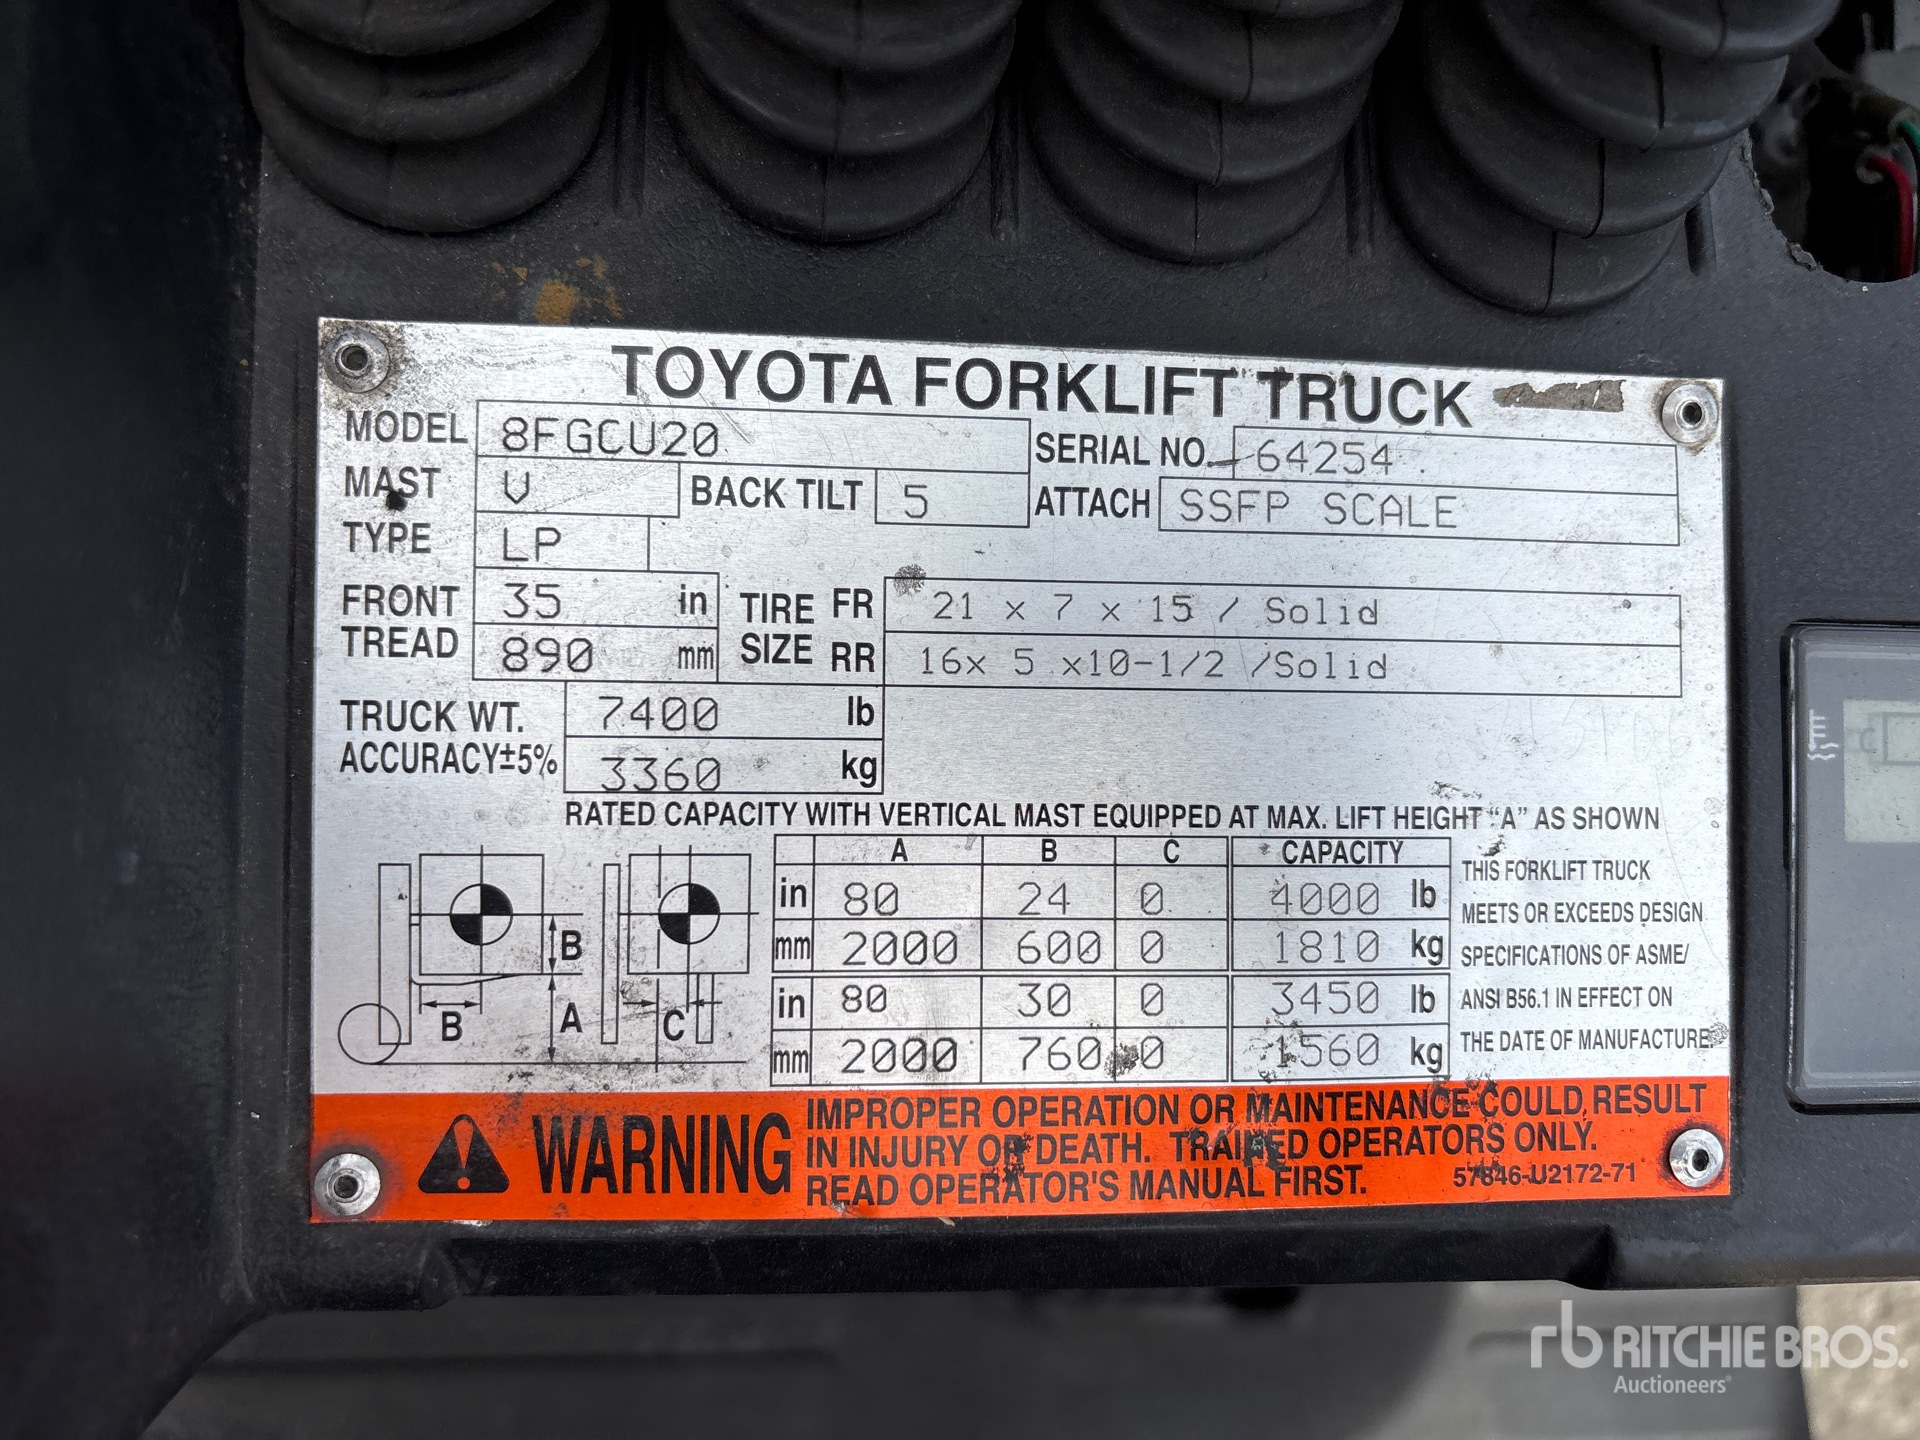 TOYOTA FORKLIFT TRUCK
MODEL 8FGCU20 SERIAL NO. 64254
MAST V BACK TILT 5 ATTACH SSFP SCALE
TYPE LP
FRONT TREAD 35 in TIRE SIZE FR 21 x 7 x 15 / Solid
890 mm RR 16x 5 x10-1/2 /Solid
TRUCK WT. 7400 lb
ACCURACY±5% 3360 kg
RATED CAPACITY WITH VERTICAL MAST EQUIPPED AT MAX. LIFT HEIGHT "A" AS SHOWN
A B C CAPACITY
in 80 24 0 4000 lb
mm 2000 600 0 1810 kg
in 80 30 0 3450 lb
mm 2000 760 0 1560 kg
B
B A C
THIS FORKLIFT TRUCK
MEETS OR EXCEEDS DESIGN
SPECIFICATIONS OF ASME/
ANSI B56.1 IN EFFECT ON
THE DATE OF MANUFACTURE.
WARNING
IMPROPER OPERATION OR MAINTENANCE COULD RESULT
IN INJURY OR DEATH. TRAINED OPERATORS ONLY.
READ OPERATOR'S MANUAL FIRST. 57846-U2172-71
rb RITCHIE BROS.
Auctioneers